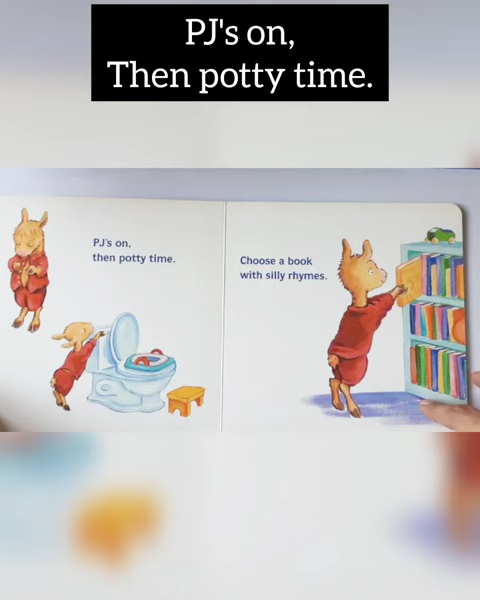 PJ's on,
Then potty time.
PJ's on,
then potty time.
Choose a book
with silly rhymes.